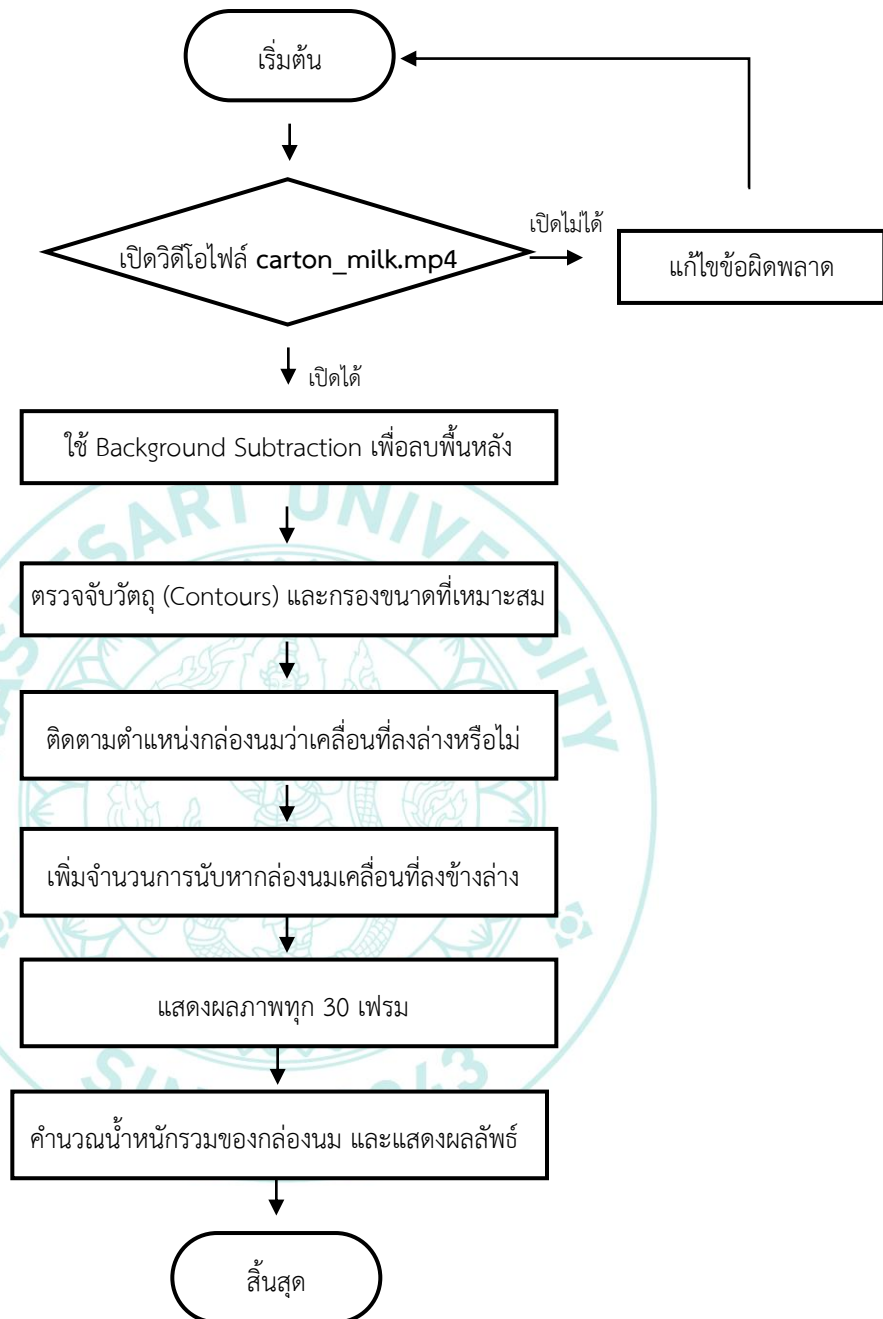 เริ่มต้น
เปิดวิดีโอไฟล์ carton_milk.mp4
เปิดไม่ได้
แก้ไขข้อผิดพลาด
เปิดได้
ใช้ Background Subtraction เพื่อลบพื้นหลัง
ตรวจจับวัตถุ (Contours) และกรองขนาดที่เหมาะสม
ติดตามตำแหน่งกล่องนมว่าเคลื่อนที่ลงล่างหรือไม่
เพิ่มจำนวนการนับหากล่องนมเคลื่อนที่ลงข้างล่าง
แสดงผลภาพทุก 30 เฟรม
คำนวณน้ำหนักรวมของกล่องนม และแสดงผลลัพธ์
สิ้นสุด